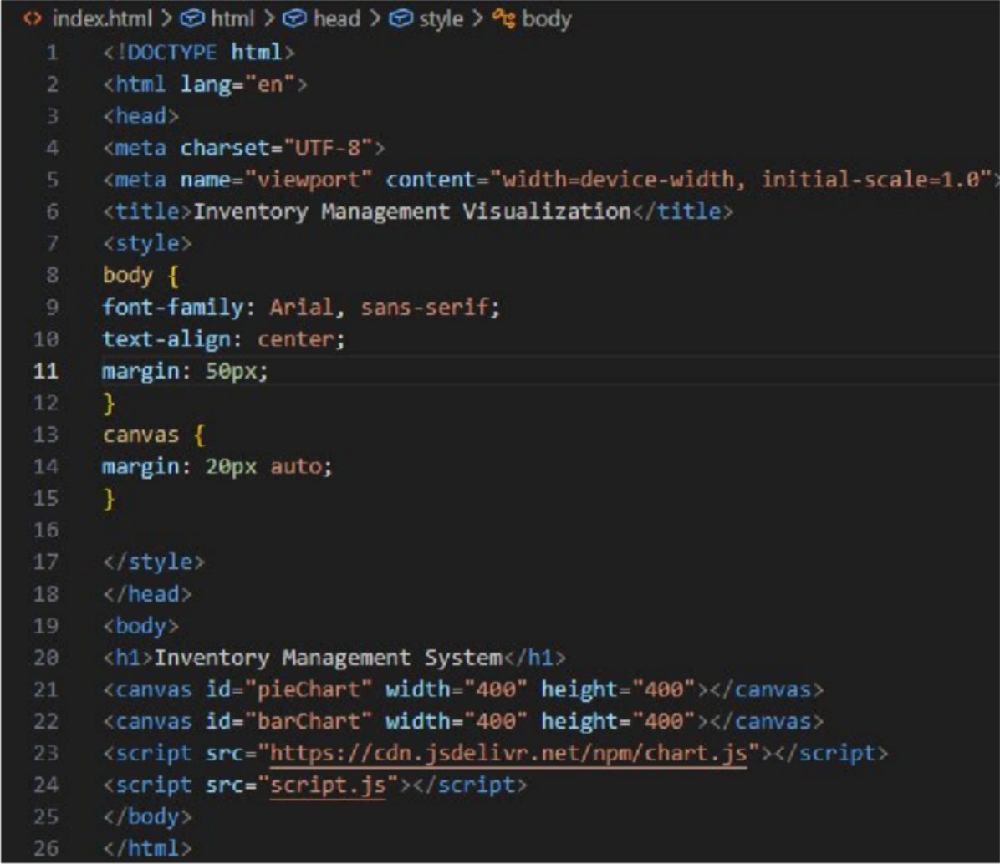 index.html > html > head > style > body
1 <!DOCTYPE html>
2 <html lang="en">
3 <head>
4 <meta charset="UTF-8">
5 <meta name="viewport" content="width=device-width, initial-scale=1.0">
6 <title>Inventory Management Visualization</title>
7 <style>
8 body {
9 font-family: Arial, sans-serif;
10 text-align: center;
11 margin: 50px;
12 }
13 canvas {
14 margin: 20px auto;
15 }
16
17 </style>
18 </head>
19 <body>
20 <h1>Inventory Management System</h1>
21 <canvas id="pieChart" width="400" height="400"></canvas>
22 <canvas id="barChart" width="400" height="400"></canvas>
23 <script src="https://cdn.jsdelivr.net/npm/chart.js"></script>
24 <script src="script.js"></script>
25 </body>
26 </html>